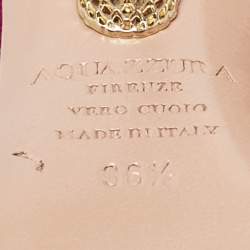 AQUAZZURA
FIRENZE
VERO CUOIO
MADE IN ITALY
36½